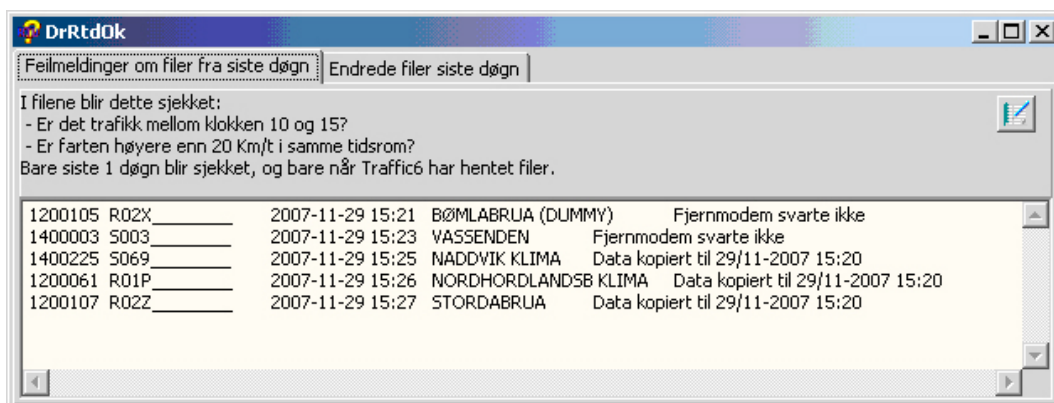 DrRtdOk
Feilmeldinger om filer fra siste døgn Endrede filer siste døgn
I filene blir dette sjekket:
- Er det trafikk mellom klokken 10 og 15?
- Er farten høyere enn 20 Km/t i samme tidsrom?
Bare siste 1 døgn blir sjekket, og bare når Traffic6 har hentet filer.
1200105 R02X________ 2007-11-29 15:21 BØMLABRUA (DUMMY) Fjernmodem svarte ikke
1400003 S003________ 2007-11-29 15:23 VASSENDEN Fjernmodem svarte ikke
1400225 S069________ 2007-11-29 15:25 NADDVIK KLIMA Data kopiert til 29/11-2007 15:20
1200061 R01P________ 2007-11-29 15:26 NORDHORDLANDSB KLIMA Data kopiert til 29/11-2007 15:20
1200107 R02Z________ 2007-11-29 15:27 STORDABRUA Data kopiert til 29/11-2007 15:20